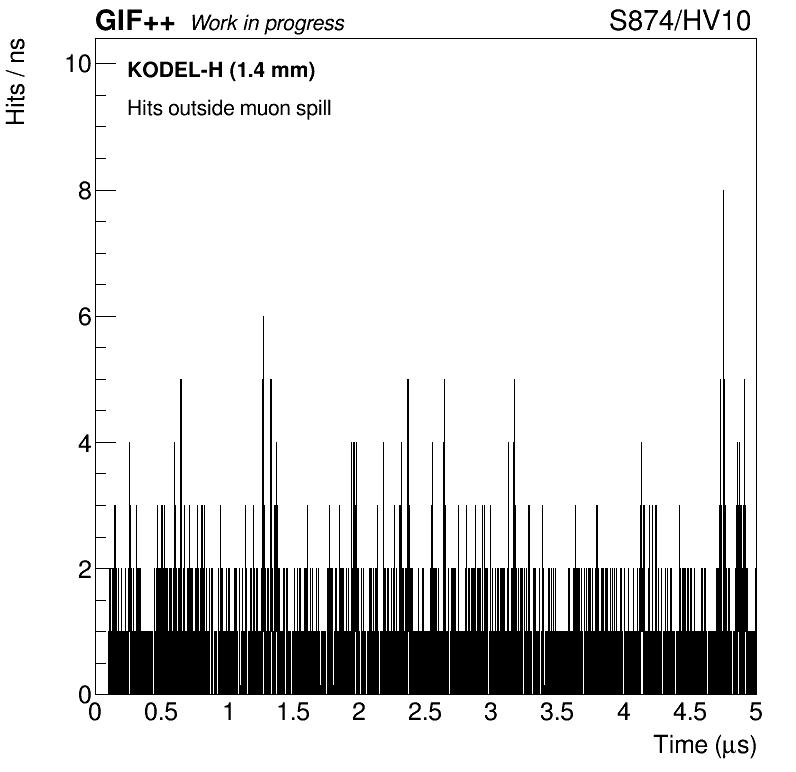 GIF++ Work in progress S874/HV10
Hits / ns
KODEL-H (1.4 mm)
Hits outside muon spill
10
8
6
4
2
0
0 0.5 1 1.5 2 2.5 3 3.5 4 4.5 5
Time (μs)